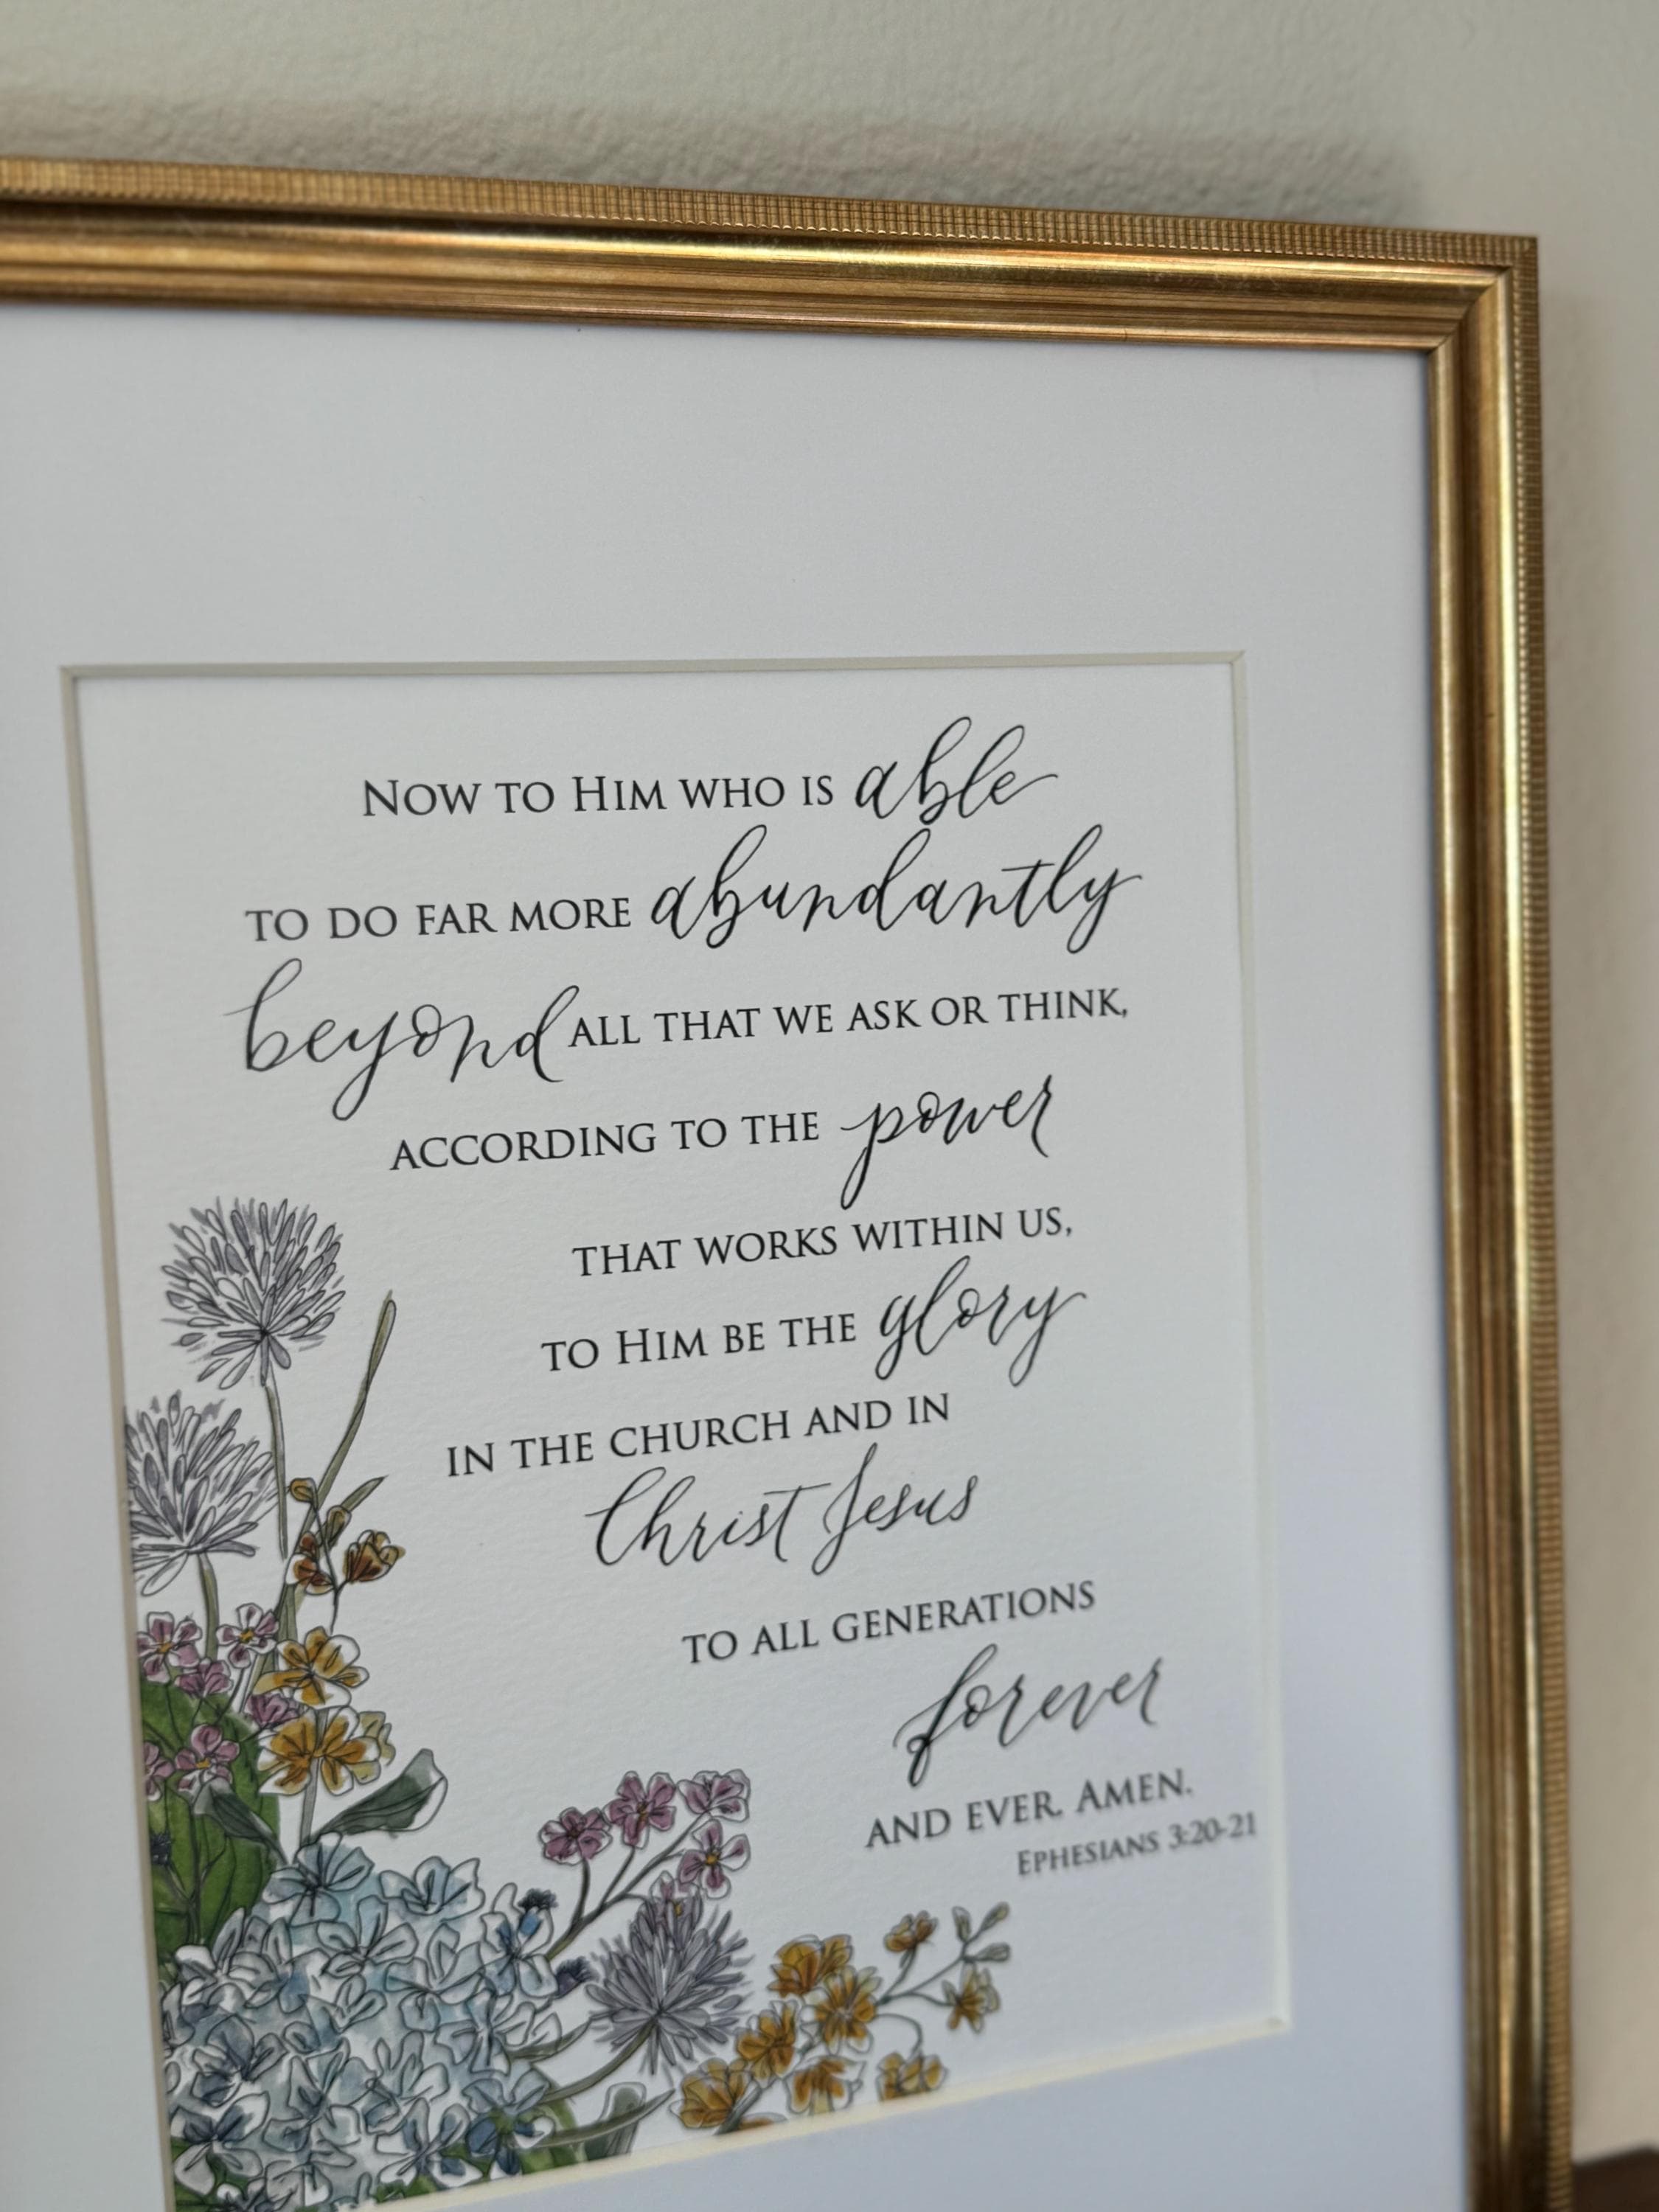 Now to Him who is able
to do far more abundantly
beyond all that we ask or think,
according to the power
that works within us,
to Him be the glory
in the church and in
Christ Jesus
to all generations
forever
and ever. Amen.
Ephesians 3:20-21